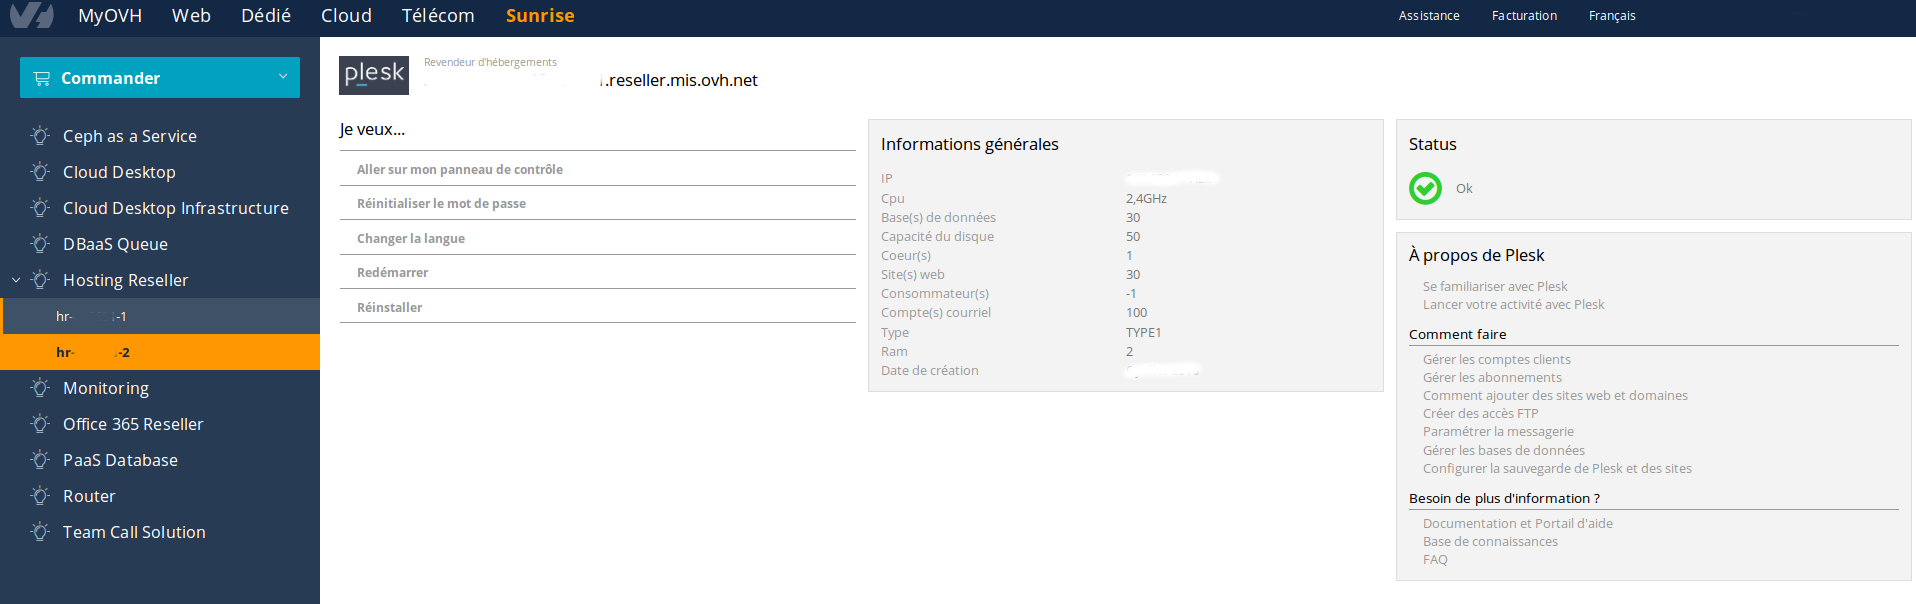 MyOVH Web Dédié Cloud Télécom Sunrise Assistance Facturation Français
Commander
Ceph as a Service
Cloud Desktop
Cloud Desktop Infrastructure
DBaaS Queue
Hosting Reseller
hr- -1
hr- -2
Monitoring
Office 365 Reseller
PaaS Database
Router
Team Call Solution
plesk
Revendeur d'hébergements
.reseller.mis.ovh.net
Je veux...
Aller sur mon panneau de contrôle
Réinitialiser le mot de passe
Changer la langue
Redémarrer
Réinstaller
Informations générales
IP
Cpu 2,4GHz
Base(s) de données 30
Capacité du disque 50
Coeur(s) 1
Site(s) web 30
Consommateur(s) -1
Compte(s) courriel 100
Type TYPE1
Ram 2
Date de création
Status
Ok
À propos de Plesk
Se familiariser avec Plesk
Lancer votre activité avec Plesk
Comment faire
Gérer les comptes clients
Gérer les abonnements
Comment ajouter des sites web et domaines
Créer des accès FTP
Paramétrer la messagerie
Gérer les bases de données
Configurer la sauvegarde de Plesk et des sites
Besoin de plus d'information ?
Documentation et Portail d'aide
Base de connaissances
FAQ